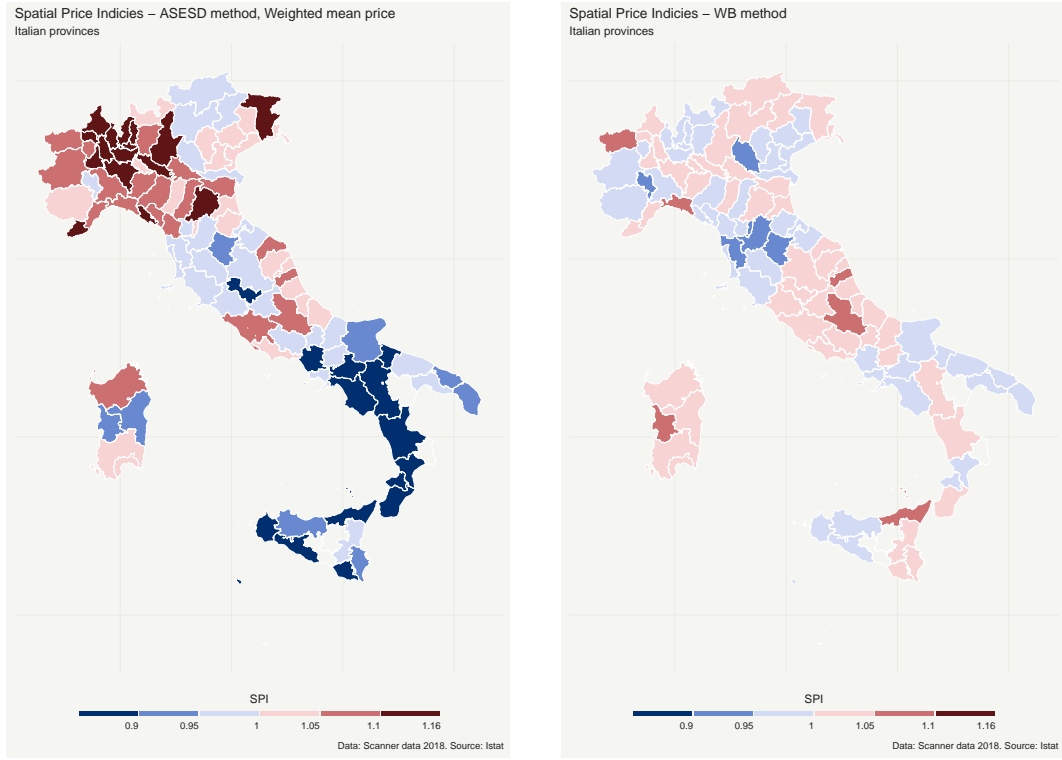 Spatial Price Indicies – ASESD method, Weighted mean price
Italian provinces
SPI
0.9 0.95 1 1.05 1.1 1.16
Data: Scanner data 2018. Source: Istat
Spatial Price Indicies – WB method
Italian provinces
SPI
0.9 0.95 1 1.05 1.1 1.16
Data: Scanner data 2018. Source: Istat